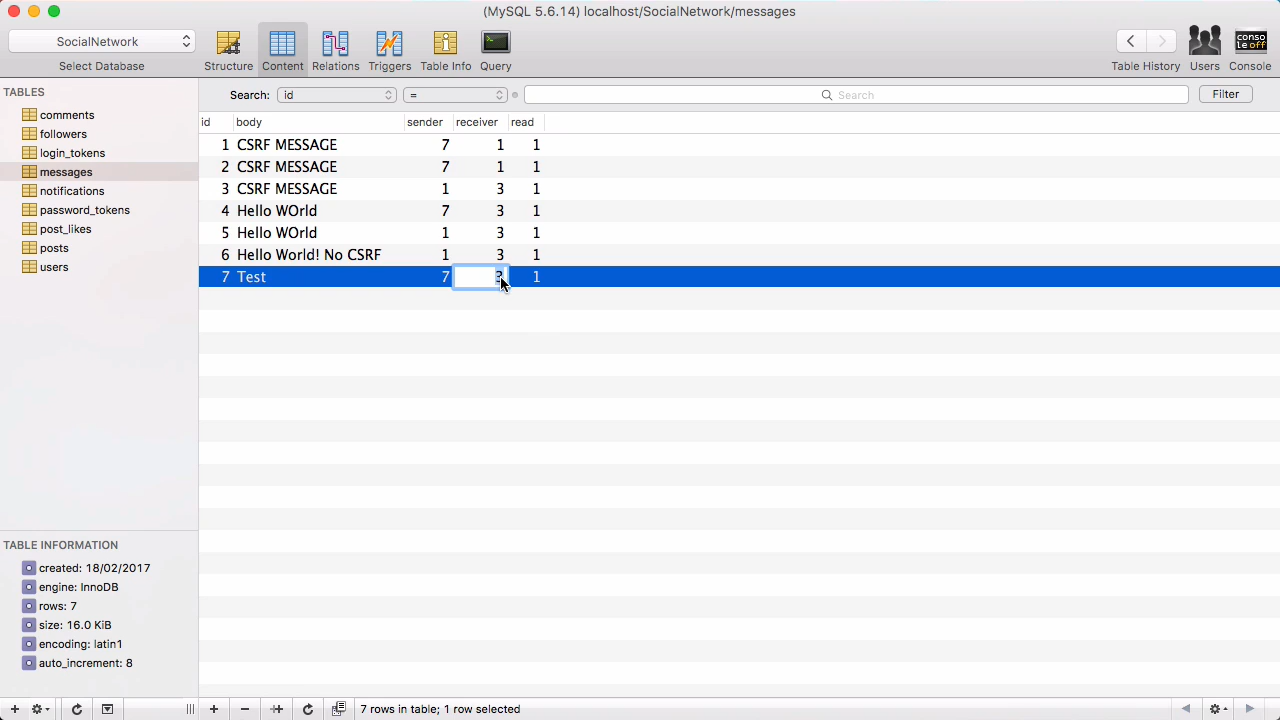 (MySQL 5.6.14) localhost/SocialNetwork/messages
SocialNetwork
Select Database
Structure Content Relations Triggers Table Info Query
conso
le off
Table History Users Console
TABLES
comments
followers
login_tokens
messages
notifications
password_tokens
post_likes
posts
users
Search: id = Search Filter
id body sender receiver read
1 CSRF MESSAGE 7 1 1
2 CSRF MESSAGE 7 1 1
3 CSRF MESSAGE 1 3 1
4 Hello WOrld 7 3 1
5 Hello WOrld 1 3 1
6 Hello World! No CSRF 1 3 1
7 Test 7 3 1
TABLE INFORMATION
created: 18/02/2017
engine: InnoDB
rows: 7
size: 16.0 KiB
encoding: latin1
auto_increment: 8
7 rows in table; 1 row selected